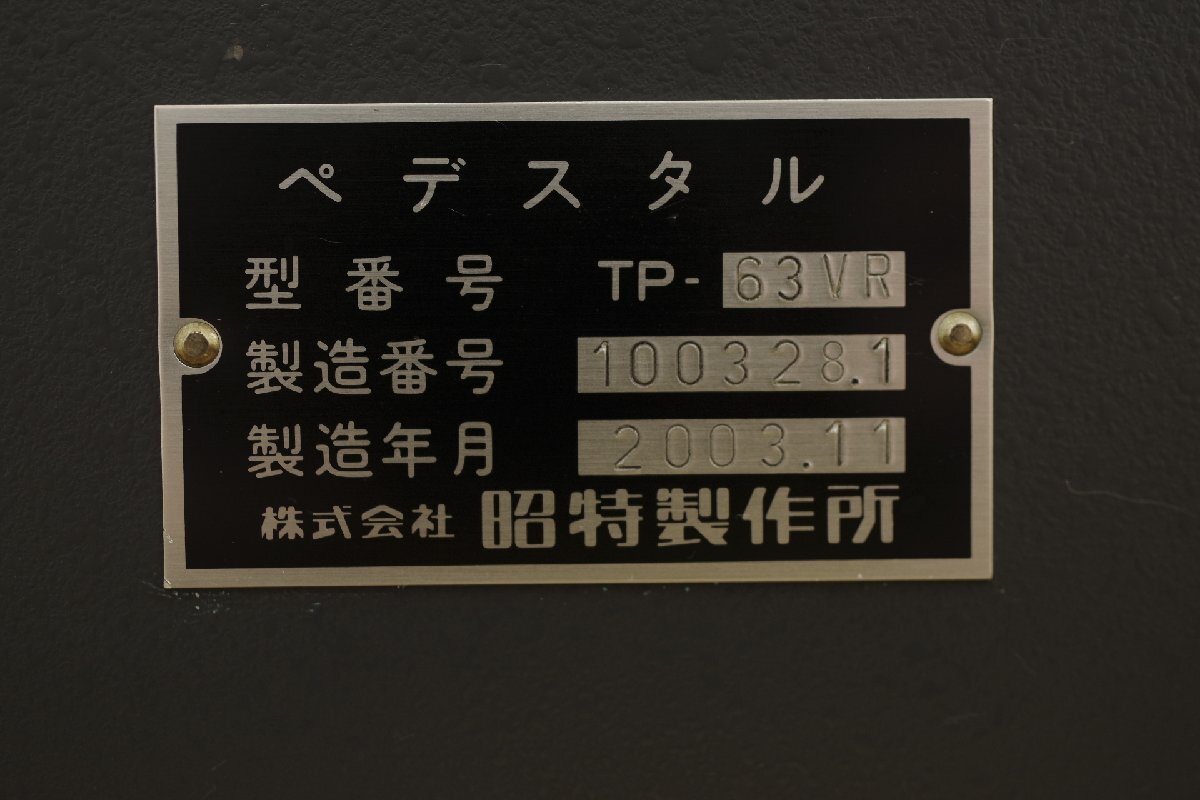 ペデスタル
型番号 TP-63VR
製造番号 100328.1
製造年月 2003.11
株式会社 昭特製作所